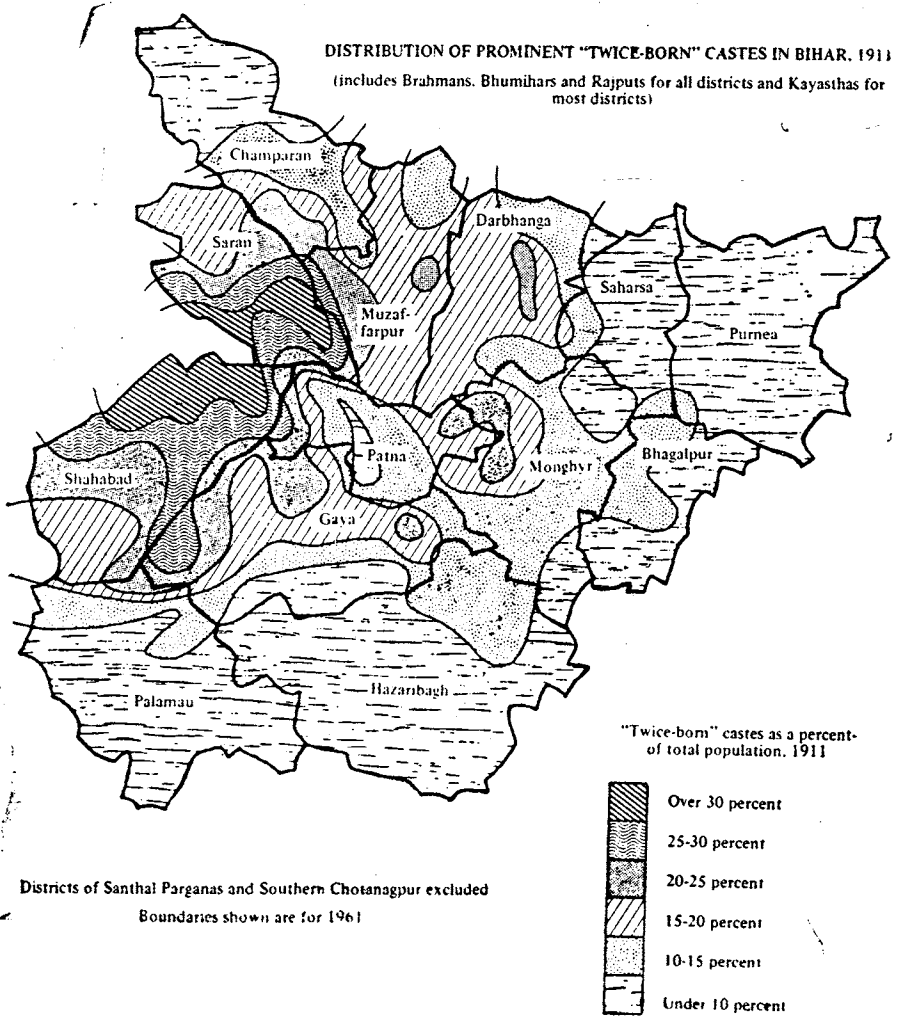 DISTRIBUTION OF PROMINENT "TWICE-BORN" CASTES IN BIHAR, 1911
(includes Brahmans, Bhumihars and Rajputs for all districts and Kayasthas for
most districts)
Champaran
Darbhanga
Saran
Saharsa
Muzaf-
farpur
Purnea
Patna
Monghyr
Bhagalpur
Shahabad
Gaya
Palamau
Hazaribagh
"Twice-born" castes as a percent-
of total population, 1911
Over 30 percent
25-30 percent
20-25 percent
15-20 percent
10-15 percent
Under 10 percent
Districts of Santhal Parganas and Southern Chotanagpur excluded
Boundaries shown are for 1961